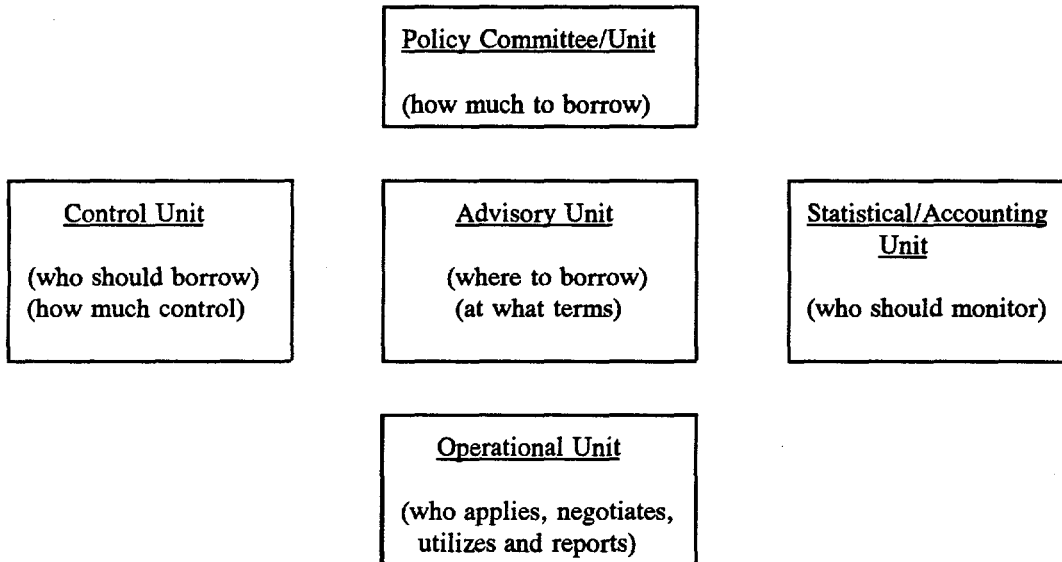 Policy Committee/Unit
(how much to borrow)
Control Unit
(who should borrow)
(how much control)
Advisory Unit
(where to borrow)
(at what terms)
Statistical/Accounting
Unit
(who should monitor)
Operational Unit
(who applies, negotiates,
utilizes and reports)